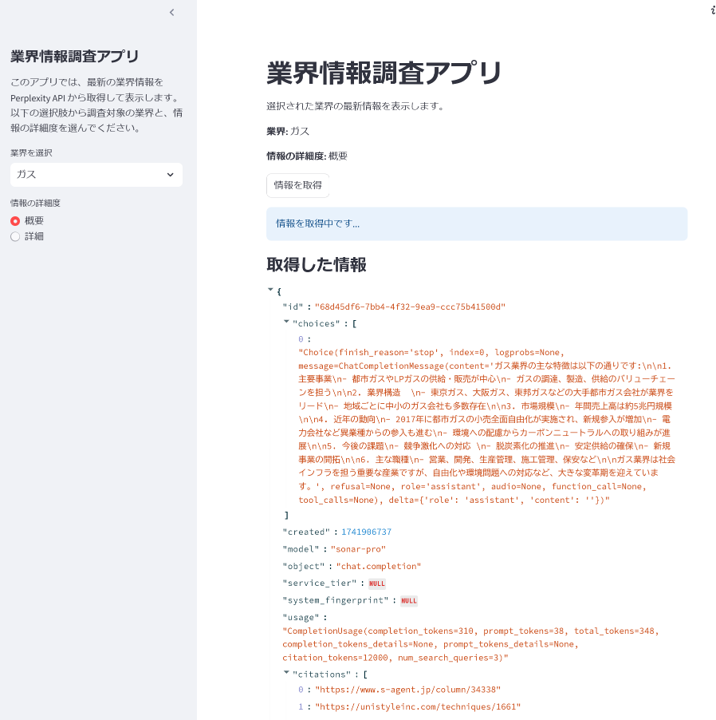 業界情報調査アプリ
このアプリでは、最新の業界情報を
Perplexity API から取得して表示します。
以下の選択肢から調査対象の業界と、情
報の詳細度を選んでください。
業界を選択
ガス
情報の詳細度
概要
詳細
業界情報調査アプリ
選択された業界の最新情報を表示します。
業界: ガス
情報の詳細度: 概要
情報を取得
情報を取得中です...
取得した情報
{
"id" : "68d45df6-7bb4-4f32-9ea9-ccc75b41500d"
"choices" : [
0 :
"Choice(finish_reason='stop', index=0, logprobs=None,
message=ChatCompletionMessage(content='ガス業界の主な特徴は以下の通りです:\n\n1.
主要事業\n- 都市ガスやLPガスの供給・販売が中心\n- ガスの調達、製造、供給のバリューチェー
ンを担う\n\n2. 業界構造  \n- 東京ガス、大阪ガス、東邦ガスなどの大手都市ガス会社が業界を
リード\n- 地域ごとに中小のガス会社も多数存在\n\n3. 市場規模\n- 年間売上高は約5兆円規模
\n\n4. 近年の動向\n- 2017年に都市ガスの小売全面自由化が実施され、新規参入が増加\n- 電
力会社など異業種からの参入も進む\n- 環境への配慮からカーボンニュートラルへの取り組みが進
展\n\n5. 今後の課題\n- 競争激化への対応 \n- 脱炭素化の推進\n- 安定供給の確保\n- 新規
事業の開拓\n\n6. 主な職種\n- 営業、開発、生産管理、施工管理、保安など\n\nガス業界は社会
インフラを担う重要な産業ですが、自由化や環境問題への対応など、大きな変革期を迎えていま
す。', refusal=None, role='assistant', audio=None, function_call=None,
tool_calls=None), delta={'role': 'assistant', 'content': ''})"
]
"created" : 1741906737
"model" : "sonar-pro"
"object" : "chat.completion"
"service_tier" : NULL
"system_fingerprint" : NULL
"usage" :
"CompletionUsage(completion_tokens=310, prompt_tokens=38, total_tokens=348,
completion_tokens_details=None, prompt_tokens_details=None,
citation_tokens=12000, num_search_queries=3)"
"citations" : [
0 : "https://www.s-agent.jp/column/34338"
1 : "https://unistyleinc.com/techniques/1661"